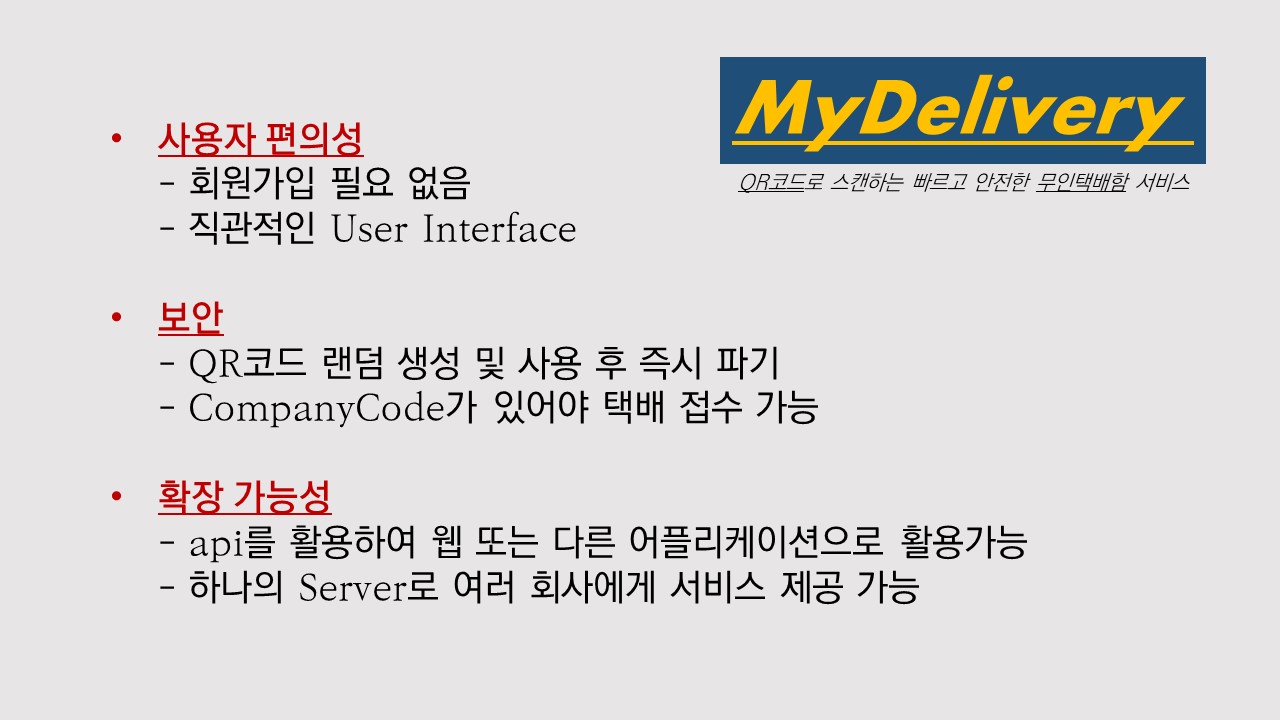 MyDelivery
QR코드로 스캔하는 빠르고 안전한 무인택배함 서비스
• 사용자 편의성
- 회원가입 필요 없음
- 직관적인 User Interface
• 보안
- QR코드 랜덤 생성 및 사용 후 즉시 파기
- CompanyCode가 있어야 택배 접수 가능
• 확장 가능성
- api를 활용하여 웹 또는 다른 어플리케이션으로 활용가능
- 하나의 Server로 여러 회사에게 서비스 제공 가능